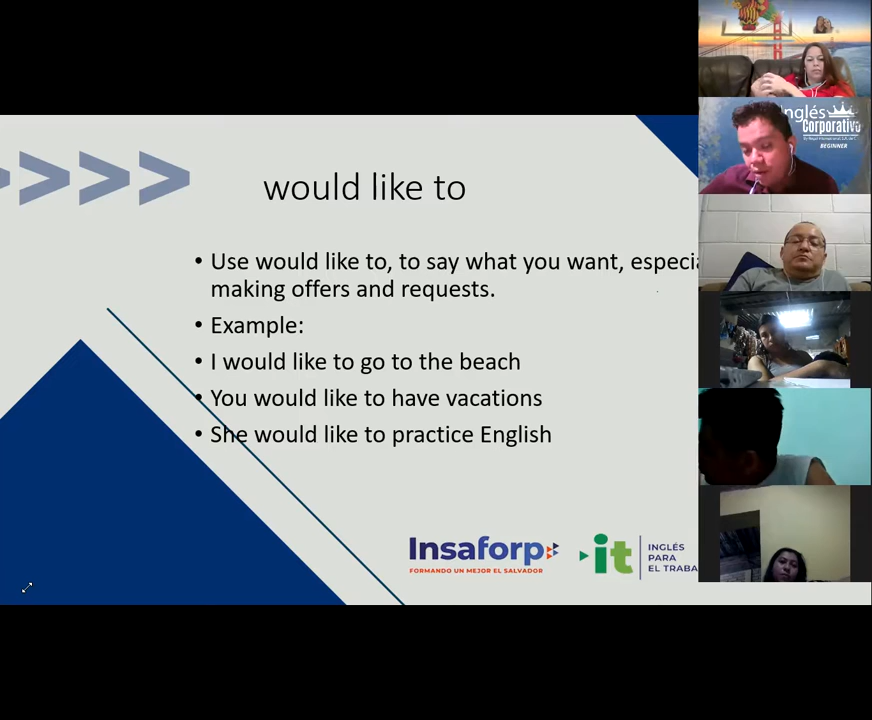 would like to
• Use would like to, to say what you want, especia
making offers and requests.
• Example:
• I would like to go to the beach
• You would like to have vacations
• She would like to practice English
Insaforp
FORMANDO UN MEJOR EL SALVADOR
it
INGLÉS
PARA
EL TRABA
nglés
Corporativo
BEGINNER